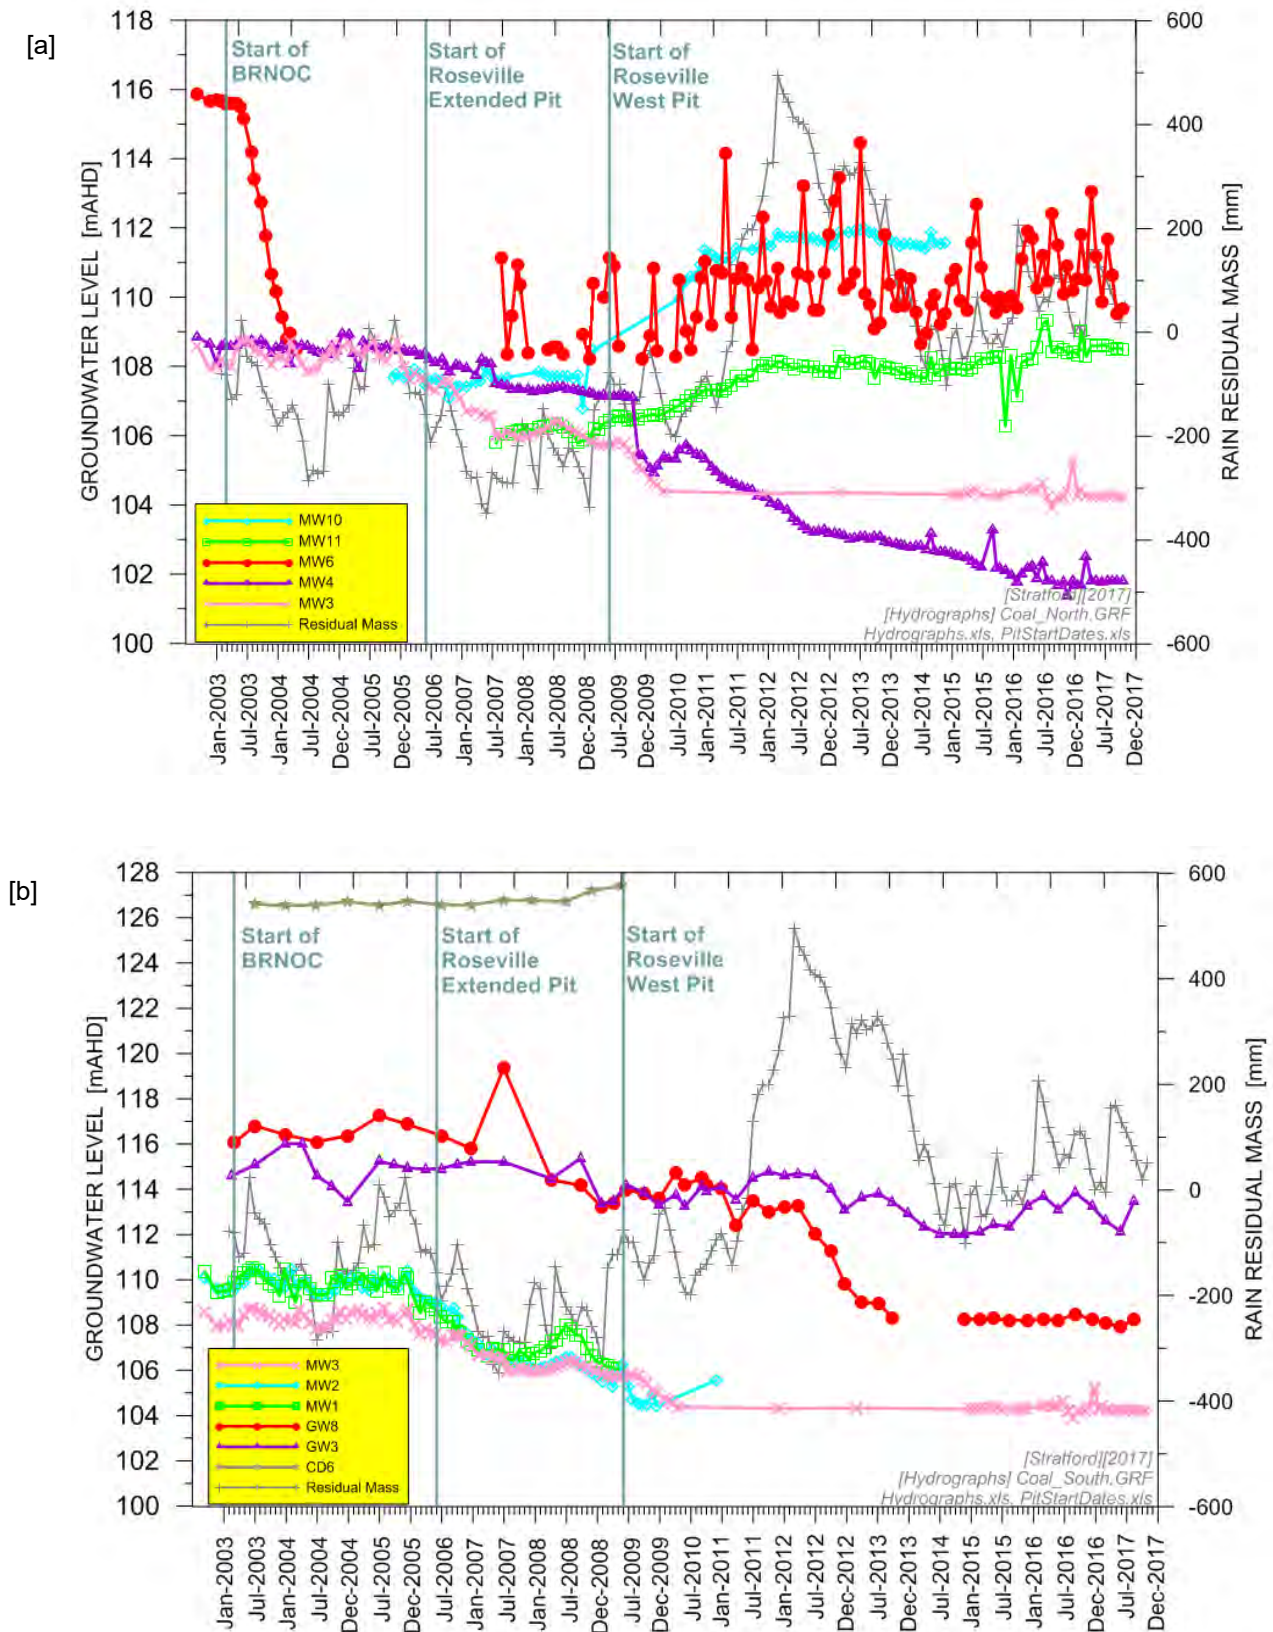 [a]
118
116
114
112
110
108
106
104
102
100
GROUNDWATER LEVEL [mAHD]
Start of
BRNOC
Start of
Roseville
Extended Pit
Start of
Roseville
West Pit
600
400
200
0
-200
-400
-600
RAIN RESIDUAL MASS [mm]
MW10
MW11
MW6
MW4
MW3
Residual Mass
[Stratford][2017]
[Hydrographs] Coal_North.GRF
Hydrographs.xls, PitStartDates.xls
Jan-2003
Jul-2003
Jan-2004
Jul-2004
Dec-2004
Jul-2005
Dec-2005
Jul-2006
Jan-2007
Jul-2007
Jan-2008
Jul-2008
Dec-2008
Jul-2009
Dec-2009
Jul-2010
Jan-2011
Jul-2011
Jan-2012
Jul-2012
Dec-2012
Jul-2013
Dec-2013
Jul-2014
Jan-2015
Jul-2015
Jan-2016
Jul-2016
Dec-2016
Jul-2017
Dec-2017
[b]
128
126
124
122
120
118
116
114
112
110
108
106
104
102
100
GROUNDWATER LEVEL [mAHD]
Start of
BRNOC
Start of
Roseville
Extended Pit
Start of
Roseville
West Pit
600
400
200
0
-200
-400
-600
RAIN RESIDUAL MASS [mm]
MW3
MW2
MW1
GW8
GW3
CD6
Residual Mass
[Stratford][2017]
[Hydrographs] Coal_South.GRF
Hydrographs.xls, PitStartDates.xls
Jan-2003
Jul-2003
Jan-2004
Jul-2004
Dec-2004
Jul-2005
Dec-2005
Jul-2006
Jan-2007
Jul-2007
Jan-2008
Jul-2008
Dec-2008
Jul-2009
Dec-2009
Jul-2010
Jan-2011
Jul-2011
Jan-2012
Jul-2012
Dec-2012
Jul-2013
Dec-2013
Jul-2014
Jan-2015
Jul-2015
Jan-2016
Jul-2016
Dec-2016
Jul-2017
Dec-2017